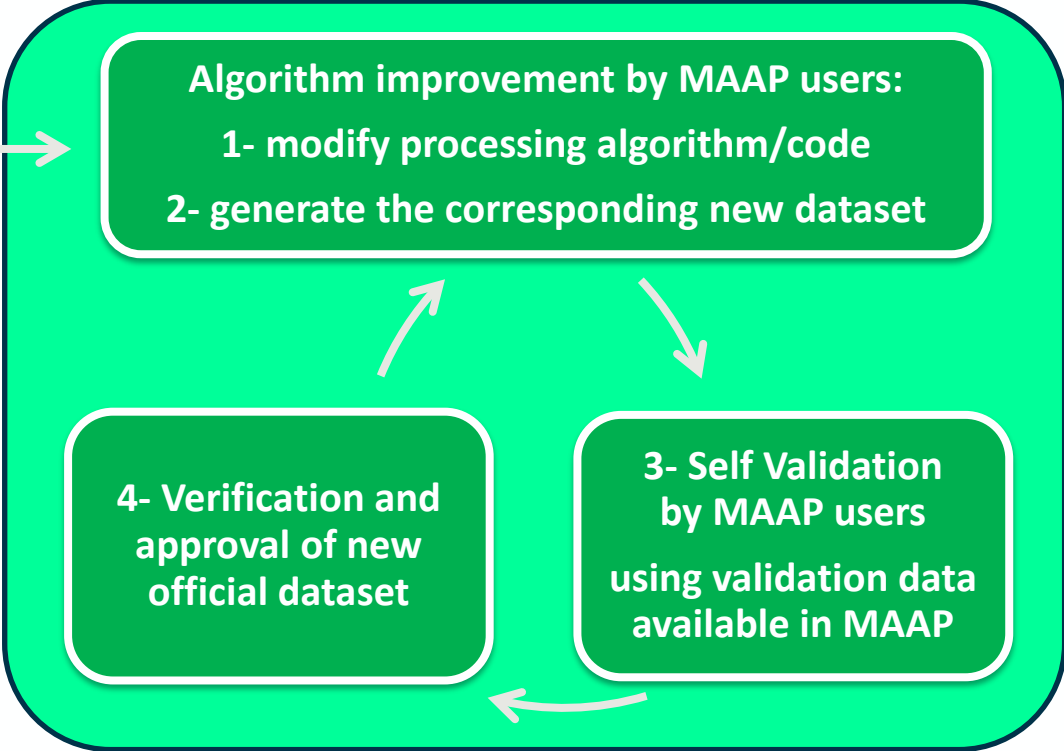 Algorithm improvement by MAAP users:
1- modify processing algorithm/code
2- generate the corresponding new dataset
3- Self Validation
by MAAP users
using validation data
available in MAAP
4- Verification and
approval of new
official dataset